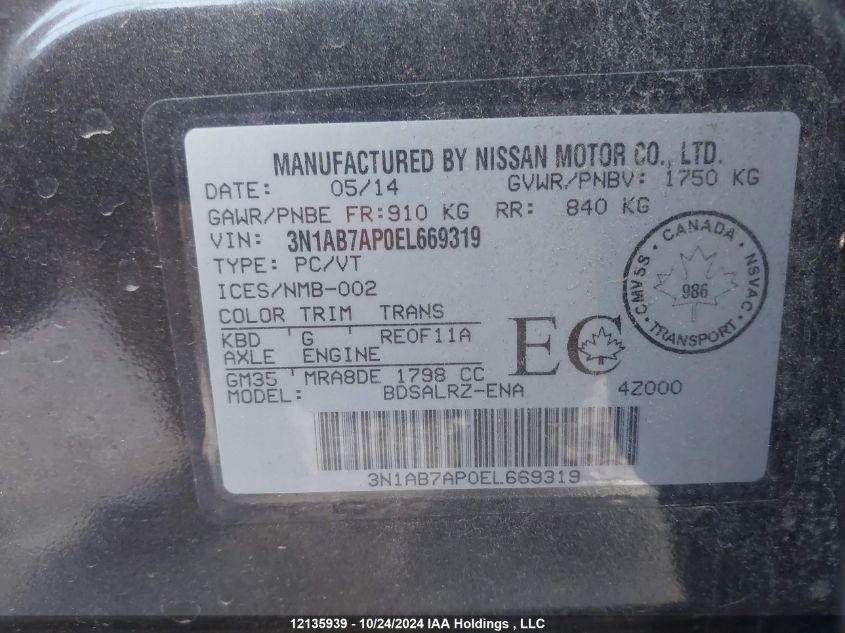 MANUFACTURED BY NISSAN MOTOR CO., LTD.
DATE: 05/14 GVWR/PNBV: 1750 KG
GAWR/PNBE FR:910 KG RR: 840 KG
VIN: 3N1AB7AP0EL669319
TYPE: PC/VT
ICES/NMB-002
COLOR TRIM TRANS
KBD G RE0F11A
AXLE ENGINE
GM35 MRA8DE 1798 CC
MODEL: BDSALRZ-ENA 4Z000
EC
CANADA
CMVSS
NSVAC
986
TRANSPORT
3N1AB7AP0EL669319
12135939 - 10/24/2024 IAA Holdings , LLC